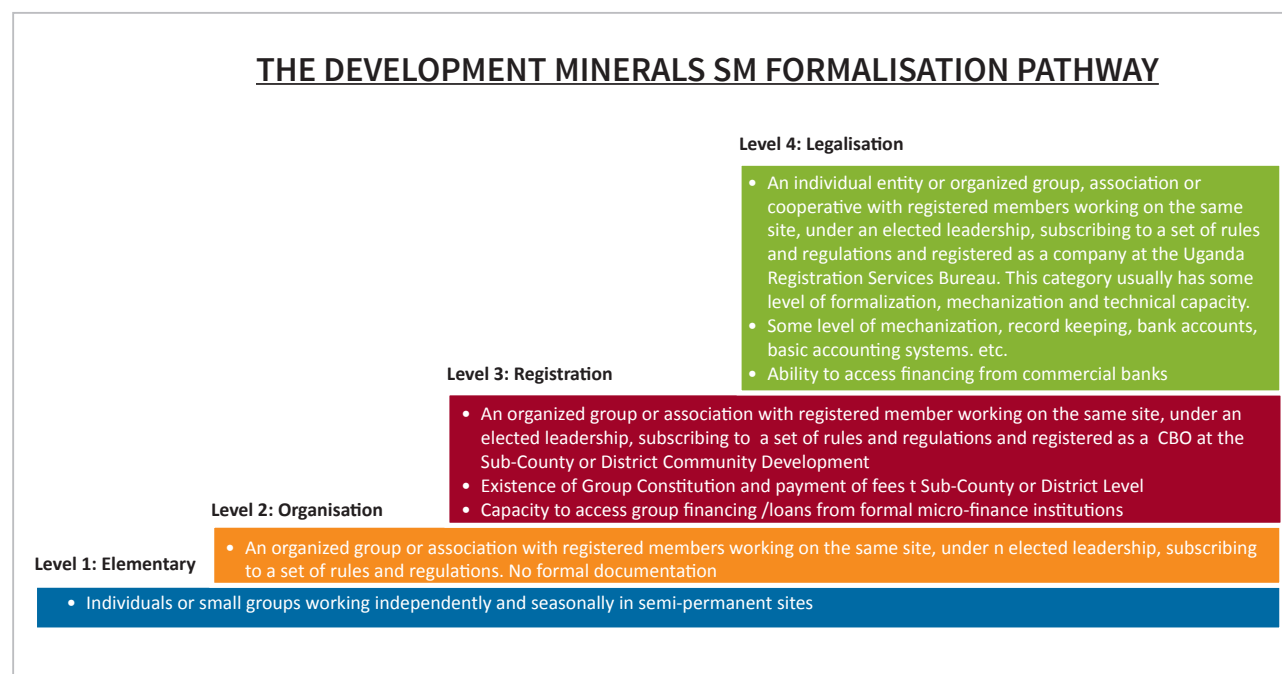 THE DEVELOPMENT MINERALS SM FORMALISATION PATHWAY
Level 4: Legalisation
• An individual entity or organized group, association or
cooperative with registered members working on the same
site, under an elected leadership, subscribing to a set of rules
and regulations and registered as a company at the Uganda
Registration Services Bureau. This category usually has some
level of formalization, mechanization and technical capacity.
• Some level of mechanization, record keeping, bank accounts,
basic accounting systems. etc.
• Ability to access financing from commercial banks
Level 3: Registration
• An organized group or association with registered member working on the same site, under an
elected leadership, subscribing to a set of rules and regulations and registered as a CBO at the
Sub-County or District Community Development
• Existence of Group Constitution and payment of fees t Sub-County or District Level
• Capacity to access group financing /loans from formal micro-finance institutions
Level 2: Organisation
• An organized group or association with registered members working on the same site, under n elected leadership, subscribing
to a set of rules and regulations. No formal documentation
Level 1: Elementary
• Individuals or small groups working independently and seasonally in semi-permanent sites